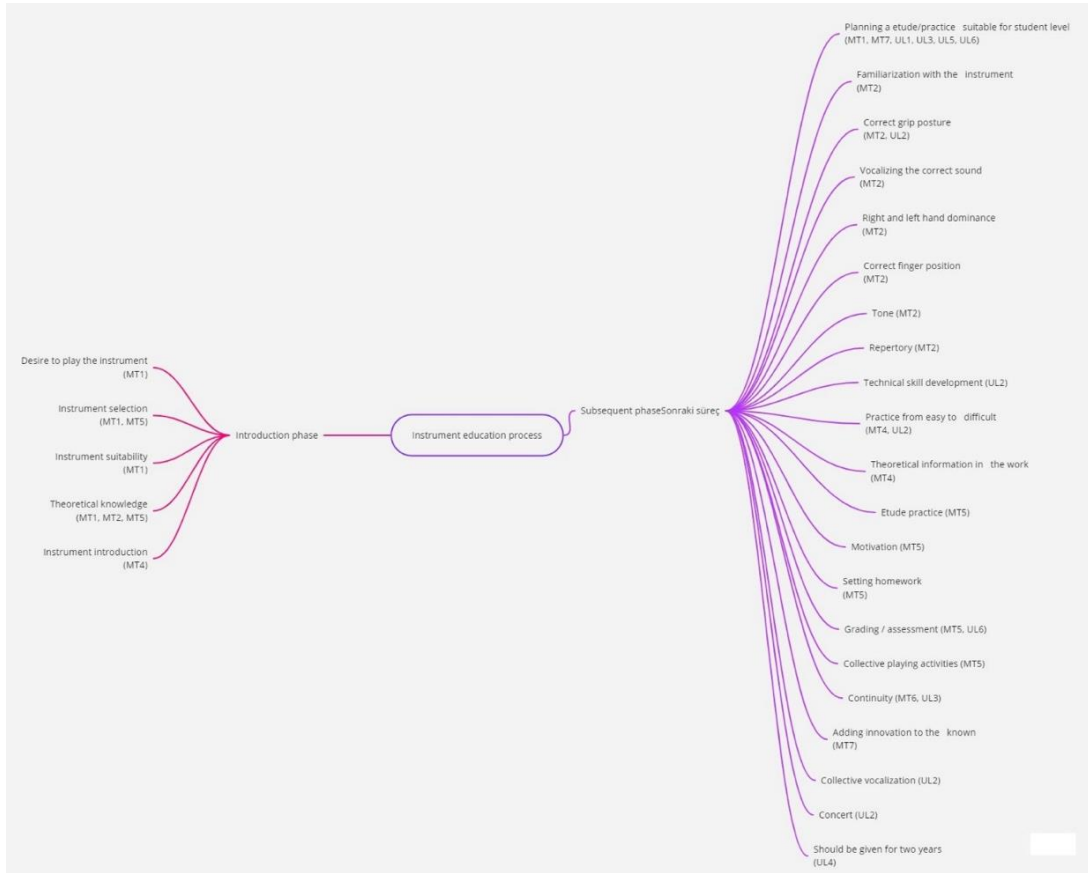 Desire to play the instrument
(MT1)
Instrument selection
(MT1, MT5)
Instrument suitability
(MT1)
Theoretical knowledge
(MT1, MT2, MT5)
Instrument introduction
(MT4)
Introduction phase
Instrument education process
Subsequent phaseSonraki süreç
Planning a etude/practice suitable for student level
(MT1, MT7, UL1, UL3, UL5, UL6)
Familiarization with the instrument
(MT2)
Correct grip posture
(MT2, UL2)
Vocalizing the correct sound
(MT2)
Right and left hand dominance
(MT2)
Correct finger position
(MT2)
Tone (MT2)
Repertory (MT2)
Technical skill development (UL2)
Practice from easy to difficult
(MT4, UL2)
Theoretical information in the work
(MT4)
Etude practice (MT5)
Motivation (MT5)
Setting homework
(MT5)
Grading / assessment (MT5, UL6)
Collective playing activities (MT5)
Continuity (MT6, UL3)
Adding innovation to the known
(MT7)
Collective vocalization (UL2)
Concert (UL2)
Should be given for two years
(UL4)